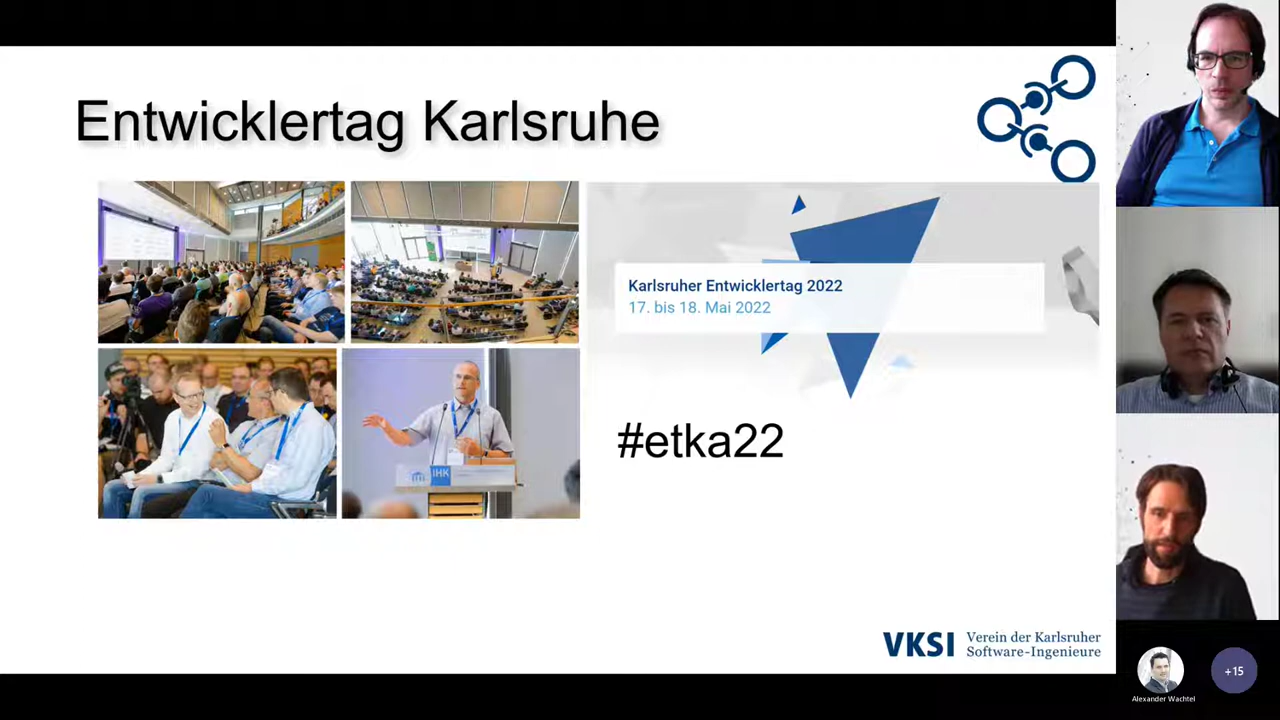 Entwicklertag Karlsruhe
Karlsruher Entwicklertag 2022
17. bis 18. Mai 2022
IHK
#etka22
VKSI
Verein der Karlsruher
Software-Ingenieure
+15
Alexander Wachtel